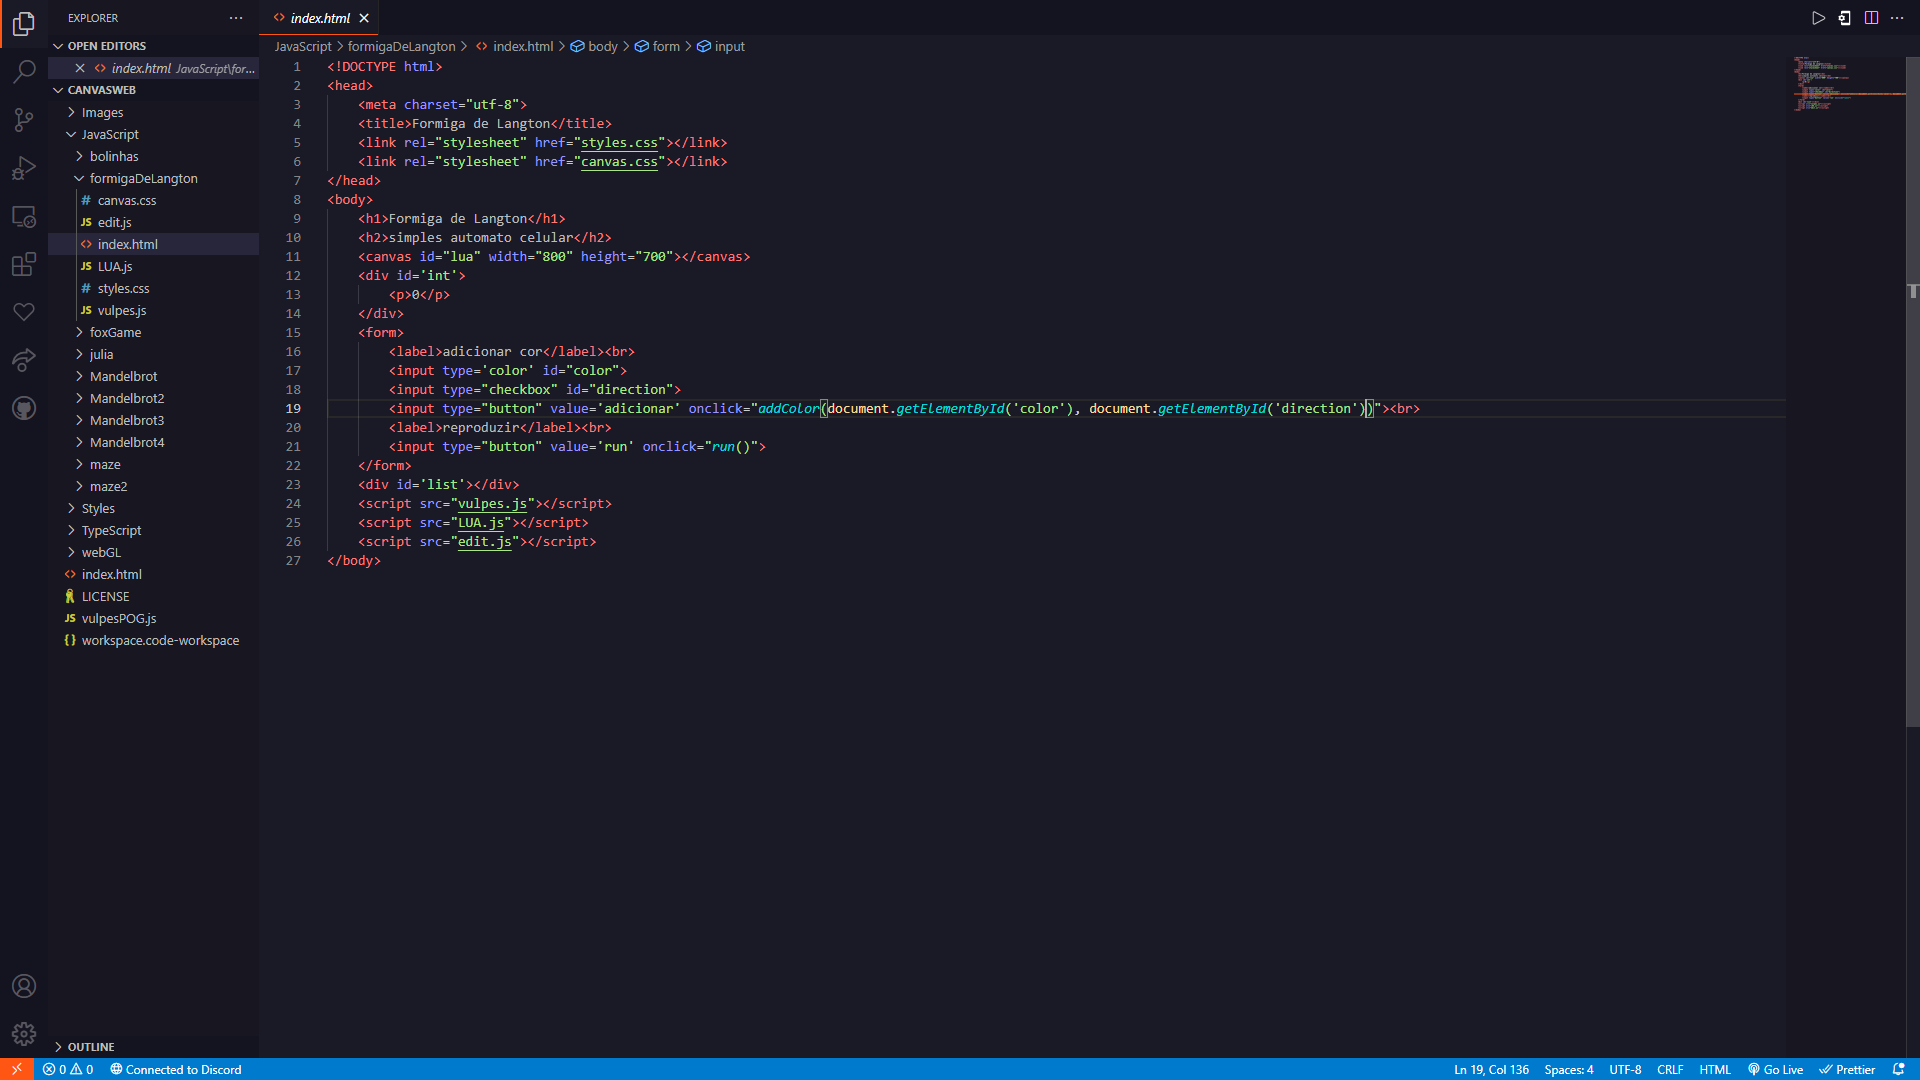 EXPLORER
OPEN EDITORS
index.html JavaScript\for...
CANVASWEB
Images
JavaScript
bolinhas
formigaDeLangton
# canvas.css
JS edit.js
<> index.html
JS LUA.js
# styles.css
JS vulpes.js
foxGame
julia
Mandelbrot
Mandelbrot2
Mandelbrot3
Mandelbrot4
maze
maze2
Styles
TypeScript
webGL
<> index.html
LICENSE
JS vulpesPOG.js
{} workspace.code-workspace
OUTLINE
<> index.html
JavaScript > formigaDeLangton > <> index.html > body > form > input
1 <!DOCTYPE html>
2 <head>
3 <meta charset="utf-8">
4 <title>Formiga de Langton</title>
5 <link rel="stylesheet" href="styles.css"></link>
6 <link rel="stylesheet" href="canvas.css"></link>
7 </head>
8 <body>
9 <h1>Formiga de Langton</h1>
10 <h2>simples automato celular</h2>
11 <canvas id="lua" width="800" height="700"></canvas>
12 <div id='int'>
13 <p>0</p>
14 </div>
15 <form>
16 <label>adicionar cor</label><br>
17 <input type='color' id="color">
18 <input type="checkbox" id="direction">
19 <input type="button" value='adicionar' onclick="addColor(document.getElementById('color'), document.getElementById('direction'))"><br>
20 <label>reproduzir</label><br>
21 <input type="button" value='run' onclick="run()">
22 </form>
23 <div id='list'></div>
24 <script src="vulpes.js"></script>
25 <script src="LUA.js"></script>
26 <script src="edit.js"></script>
27 </body>
0 0 Connected to Discord Ln 19, Col 136 Spaces: 4 UTF-8 CRLF HTML Go Live Prettier